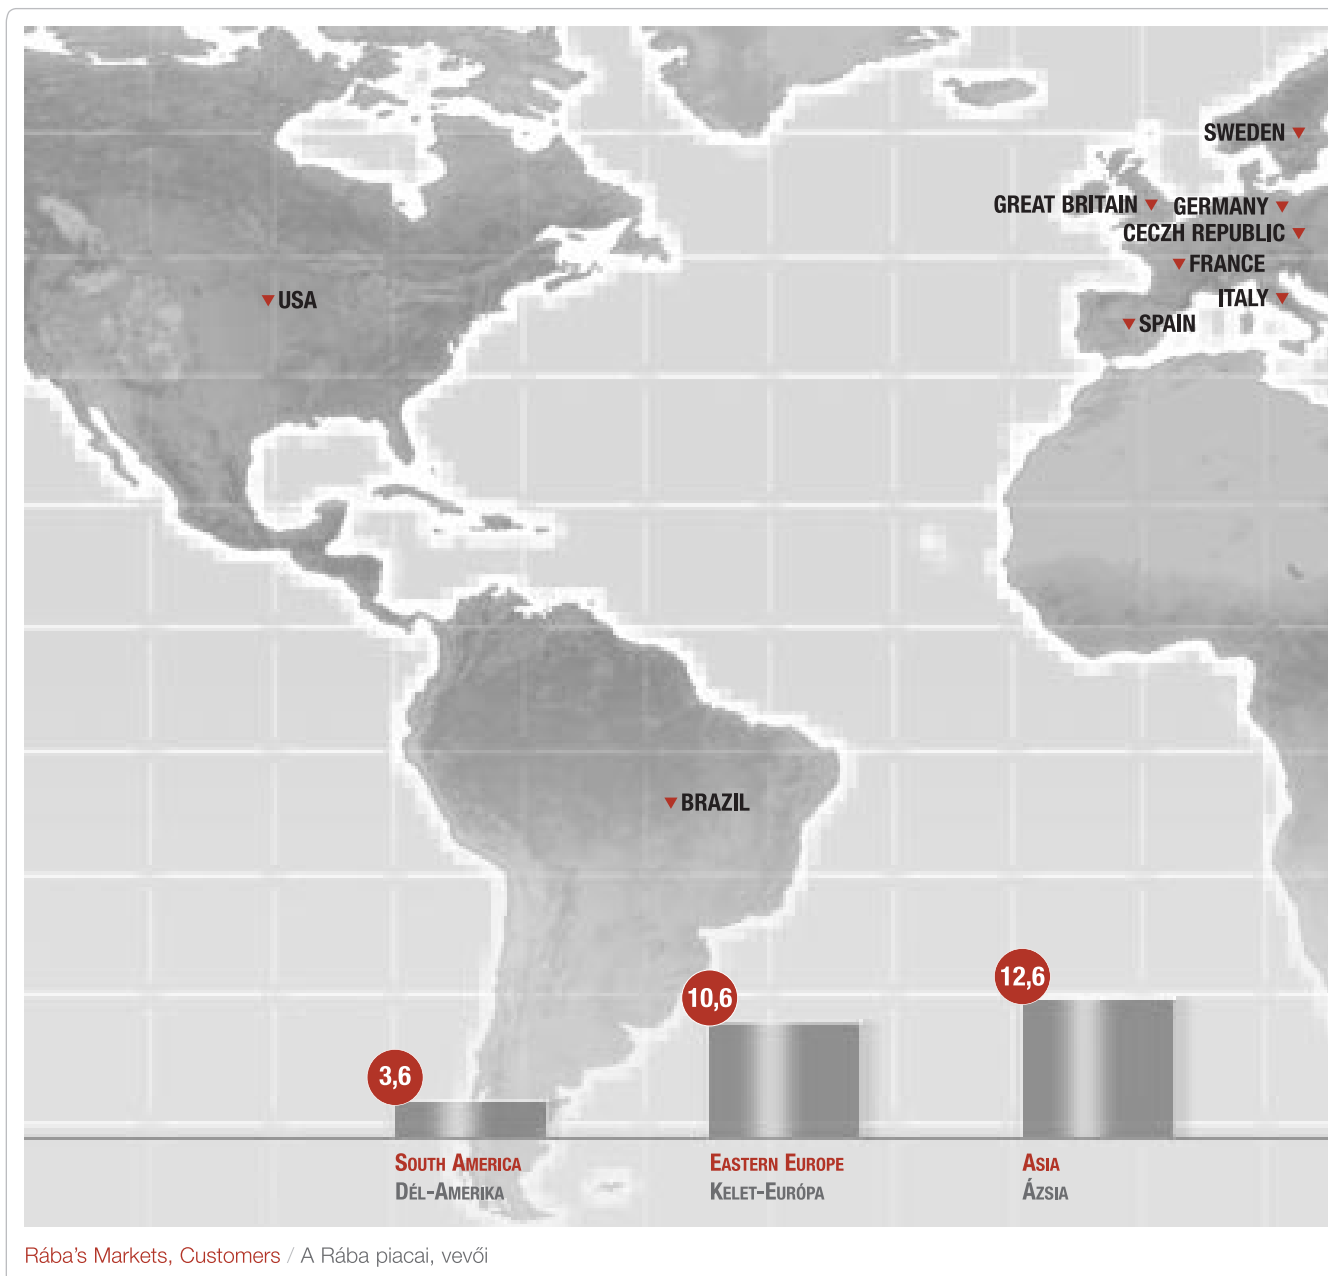 SWEDEN
GREAT BRITAIN
GERMANY
CECZH REPUBLIC
FRANCE
USA
ITALY
SPAIN
BRAZIL
12,6
10,6
3,6
SOUTH AMERICA
DÉL-AMERIKA
EASTERN EUROPE
KELET-EURÓPA
ASIA
ÁZSIA
Rába's Markets, Customers / A Rába piacai, vevői